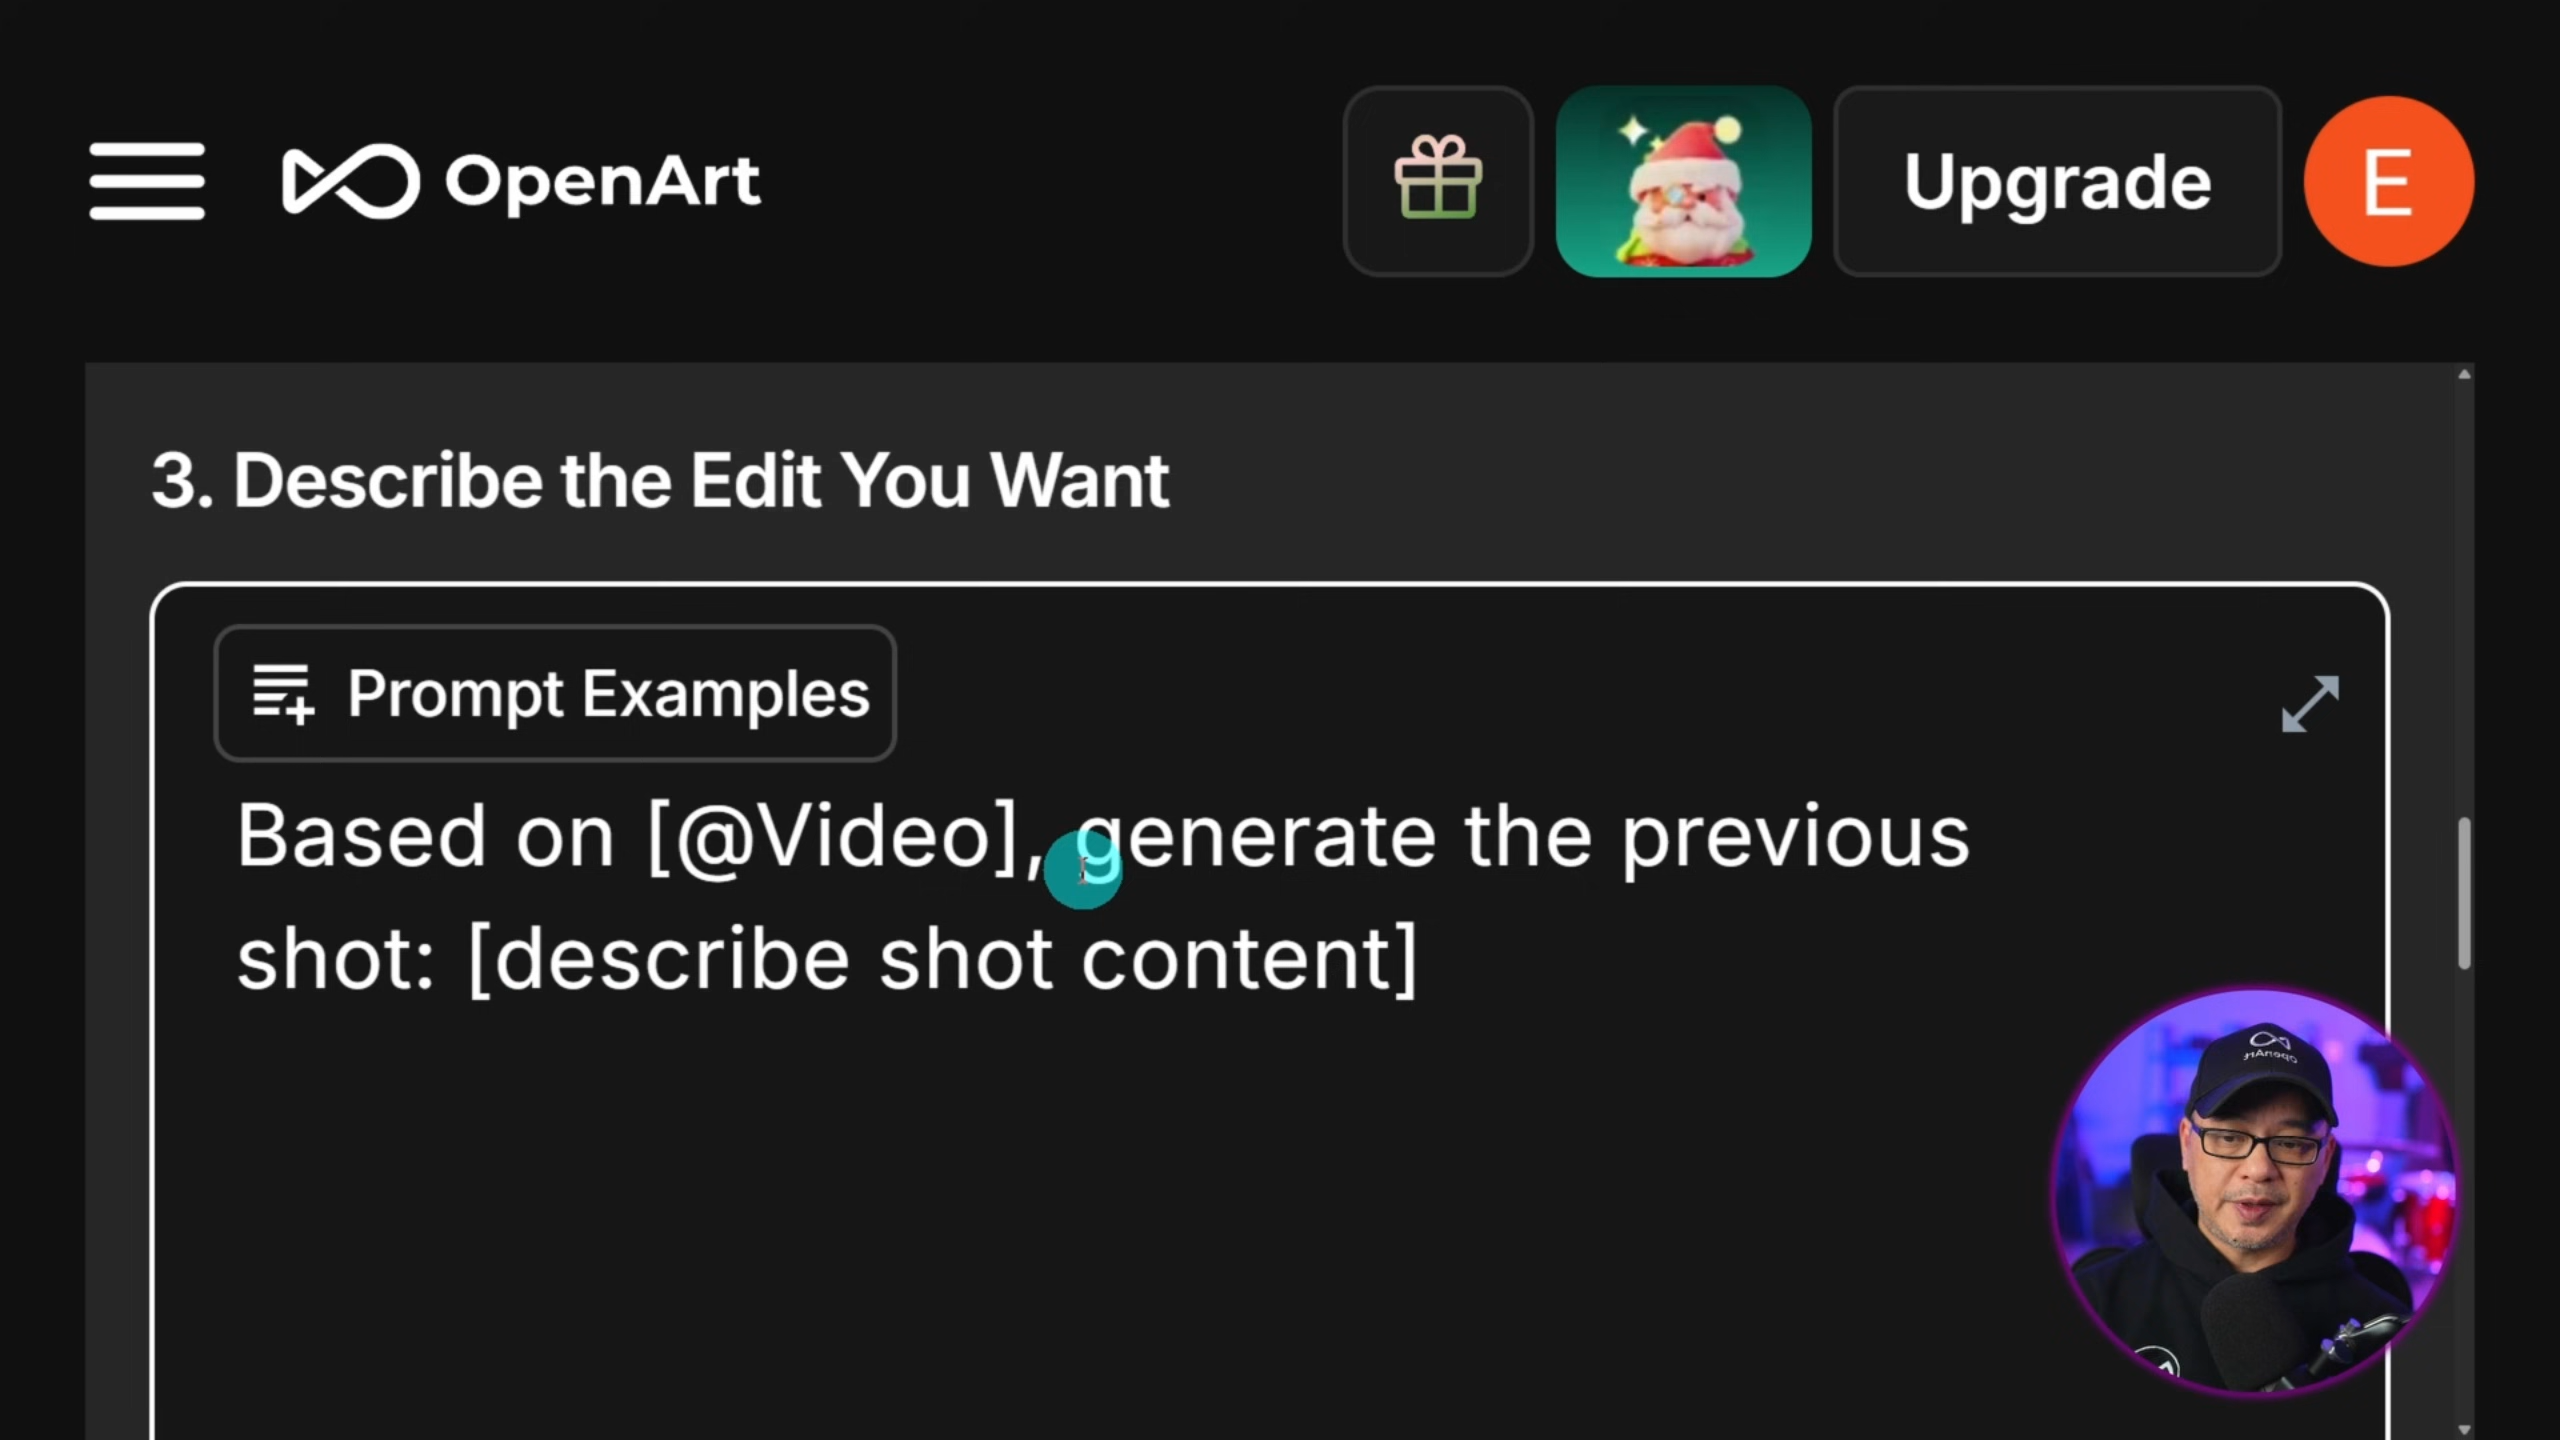 OpenArt
Upgrade
E
3. Describe the Edit You Want
Prompt Examples
Based on [@Video], generate the previous
shot: [describe shot content]
OpenArt